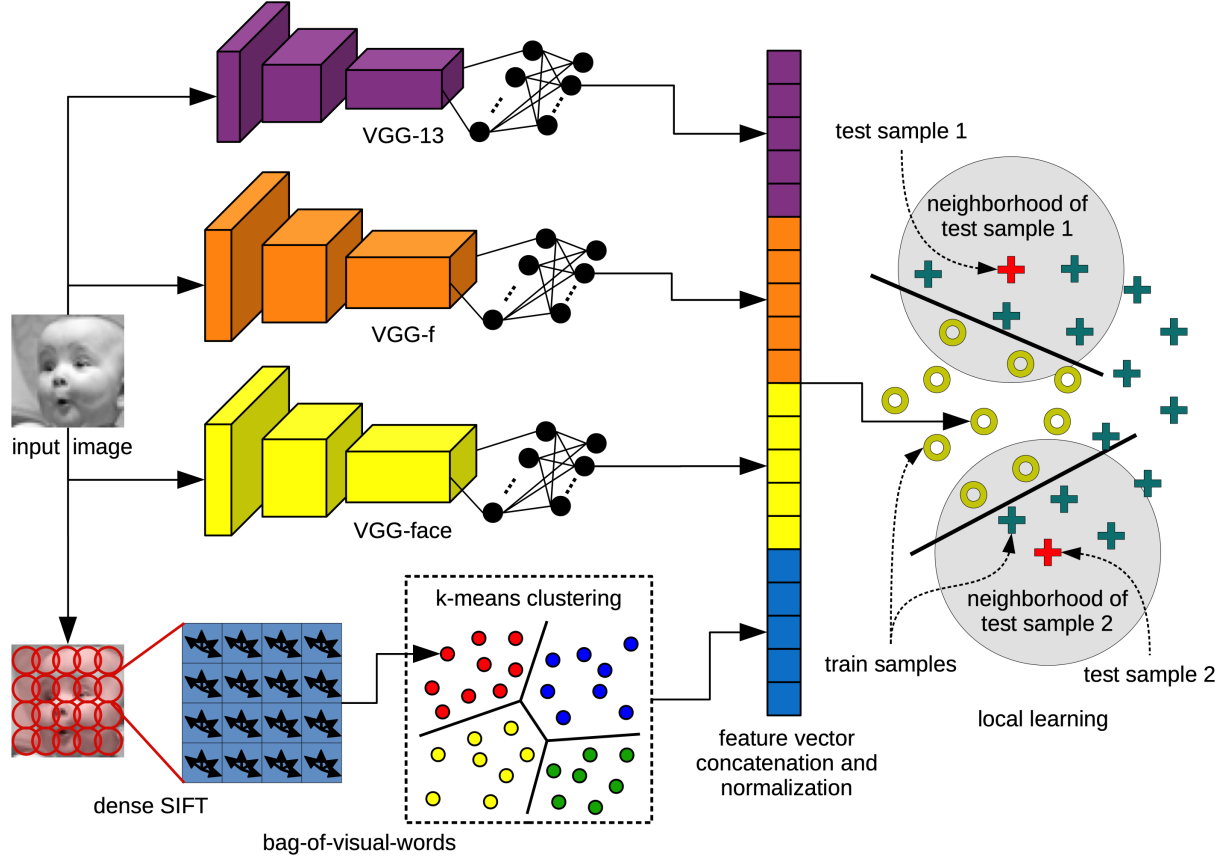 VGG-13
VGG-f
VGG-face
input image
dense SIFT
k-means clustering
bag-of-visual-words
feature vector
concatenation and
normalization
test sample 1
neighborhood of
test sample 1
neighborhood of
test sample 2
train samples
test sample 2
local learning